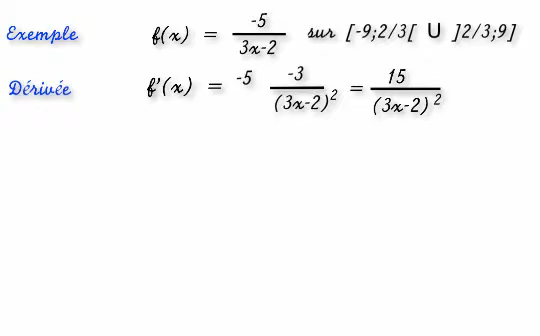 Exemple f(x) = -5/(3x-2) sur [-9;2/3[ U ]2/3;9]
Dérivée f'(x) = -5 -3/(3x-2)² = 15/(3x-2)²